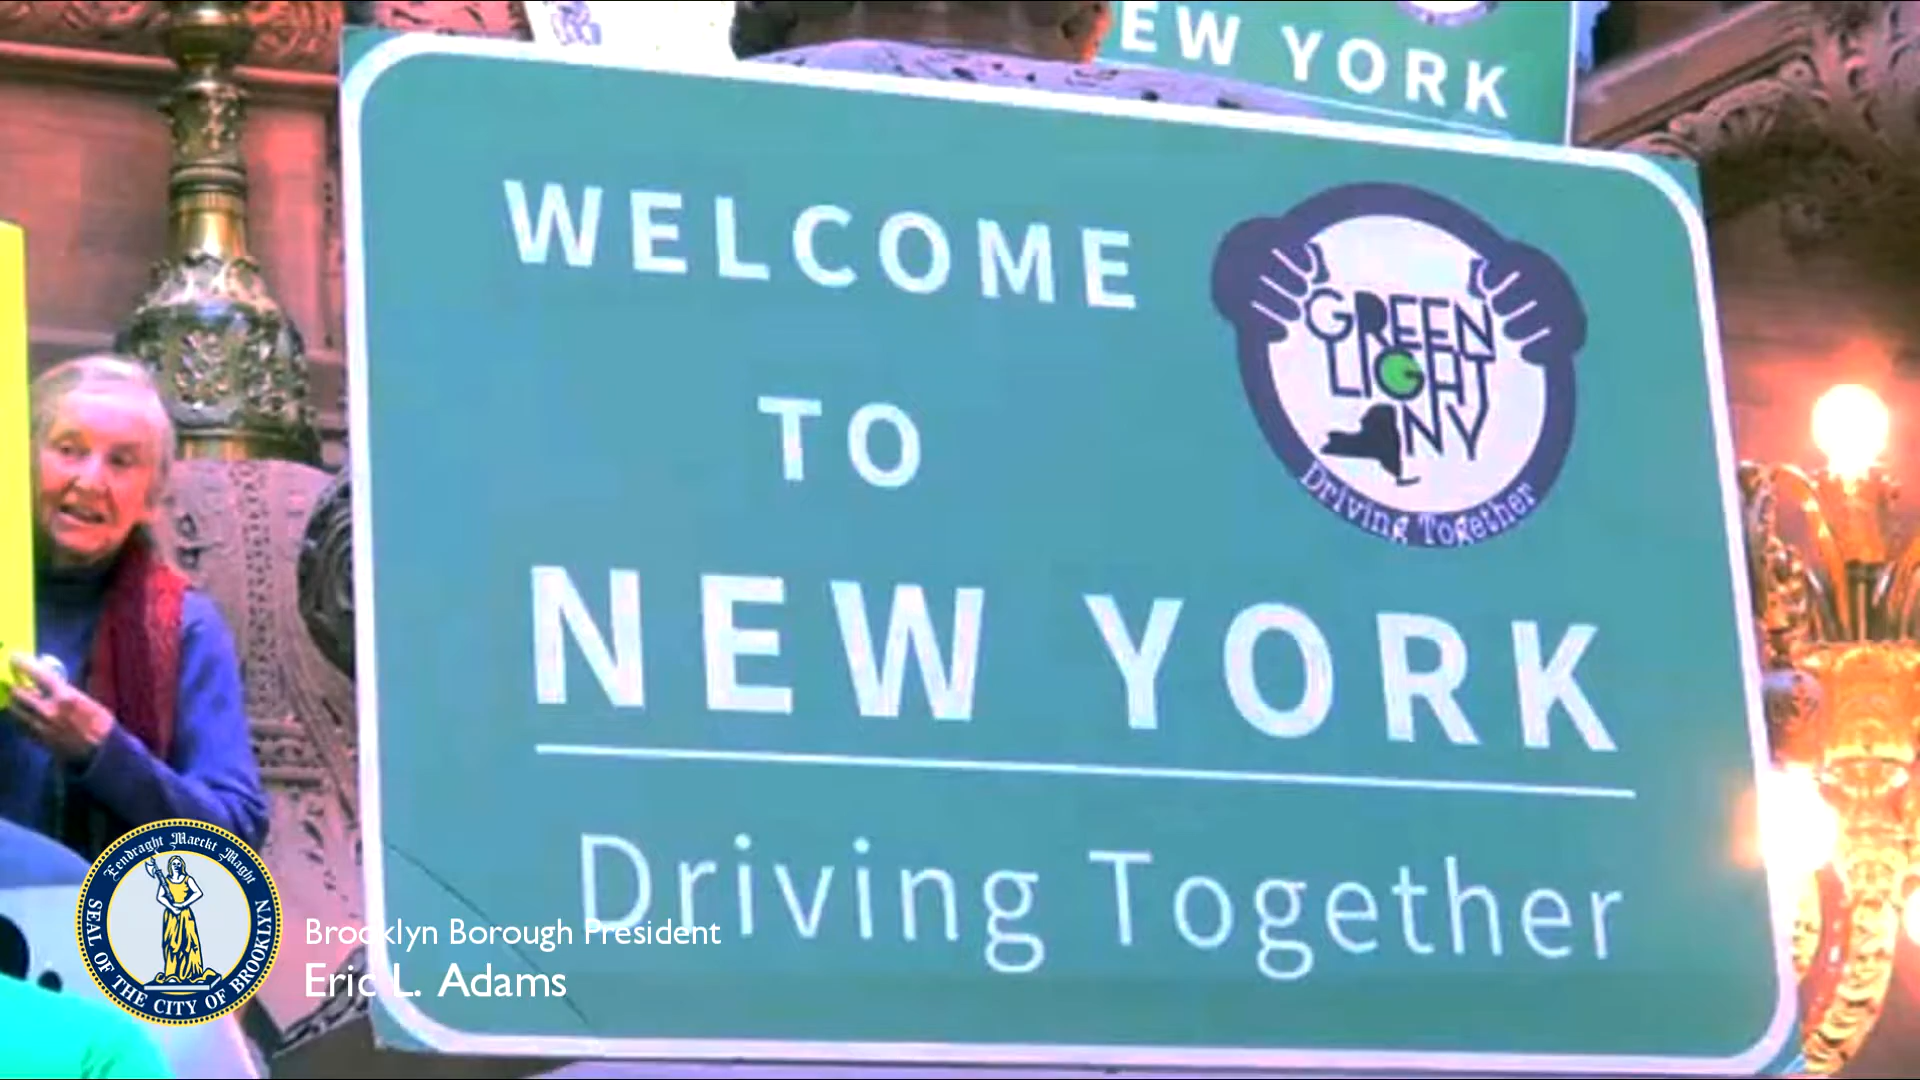 EW YORK
WELCOME
TO
NEW YORK
Driving Together
GREEN
LIGHT
NY
Driving Together
Eendraght Maeckt Maght
SEAL OF THE CITY OF BROOKLYN
Brooklyn Borough President
Eric L. Adams